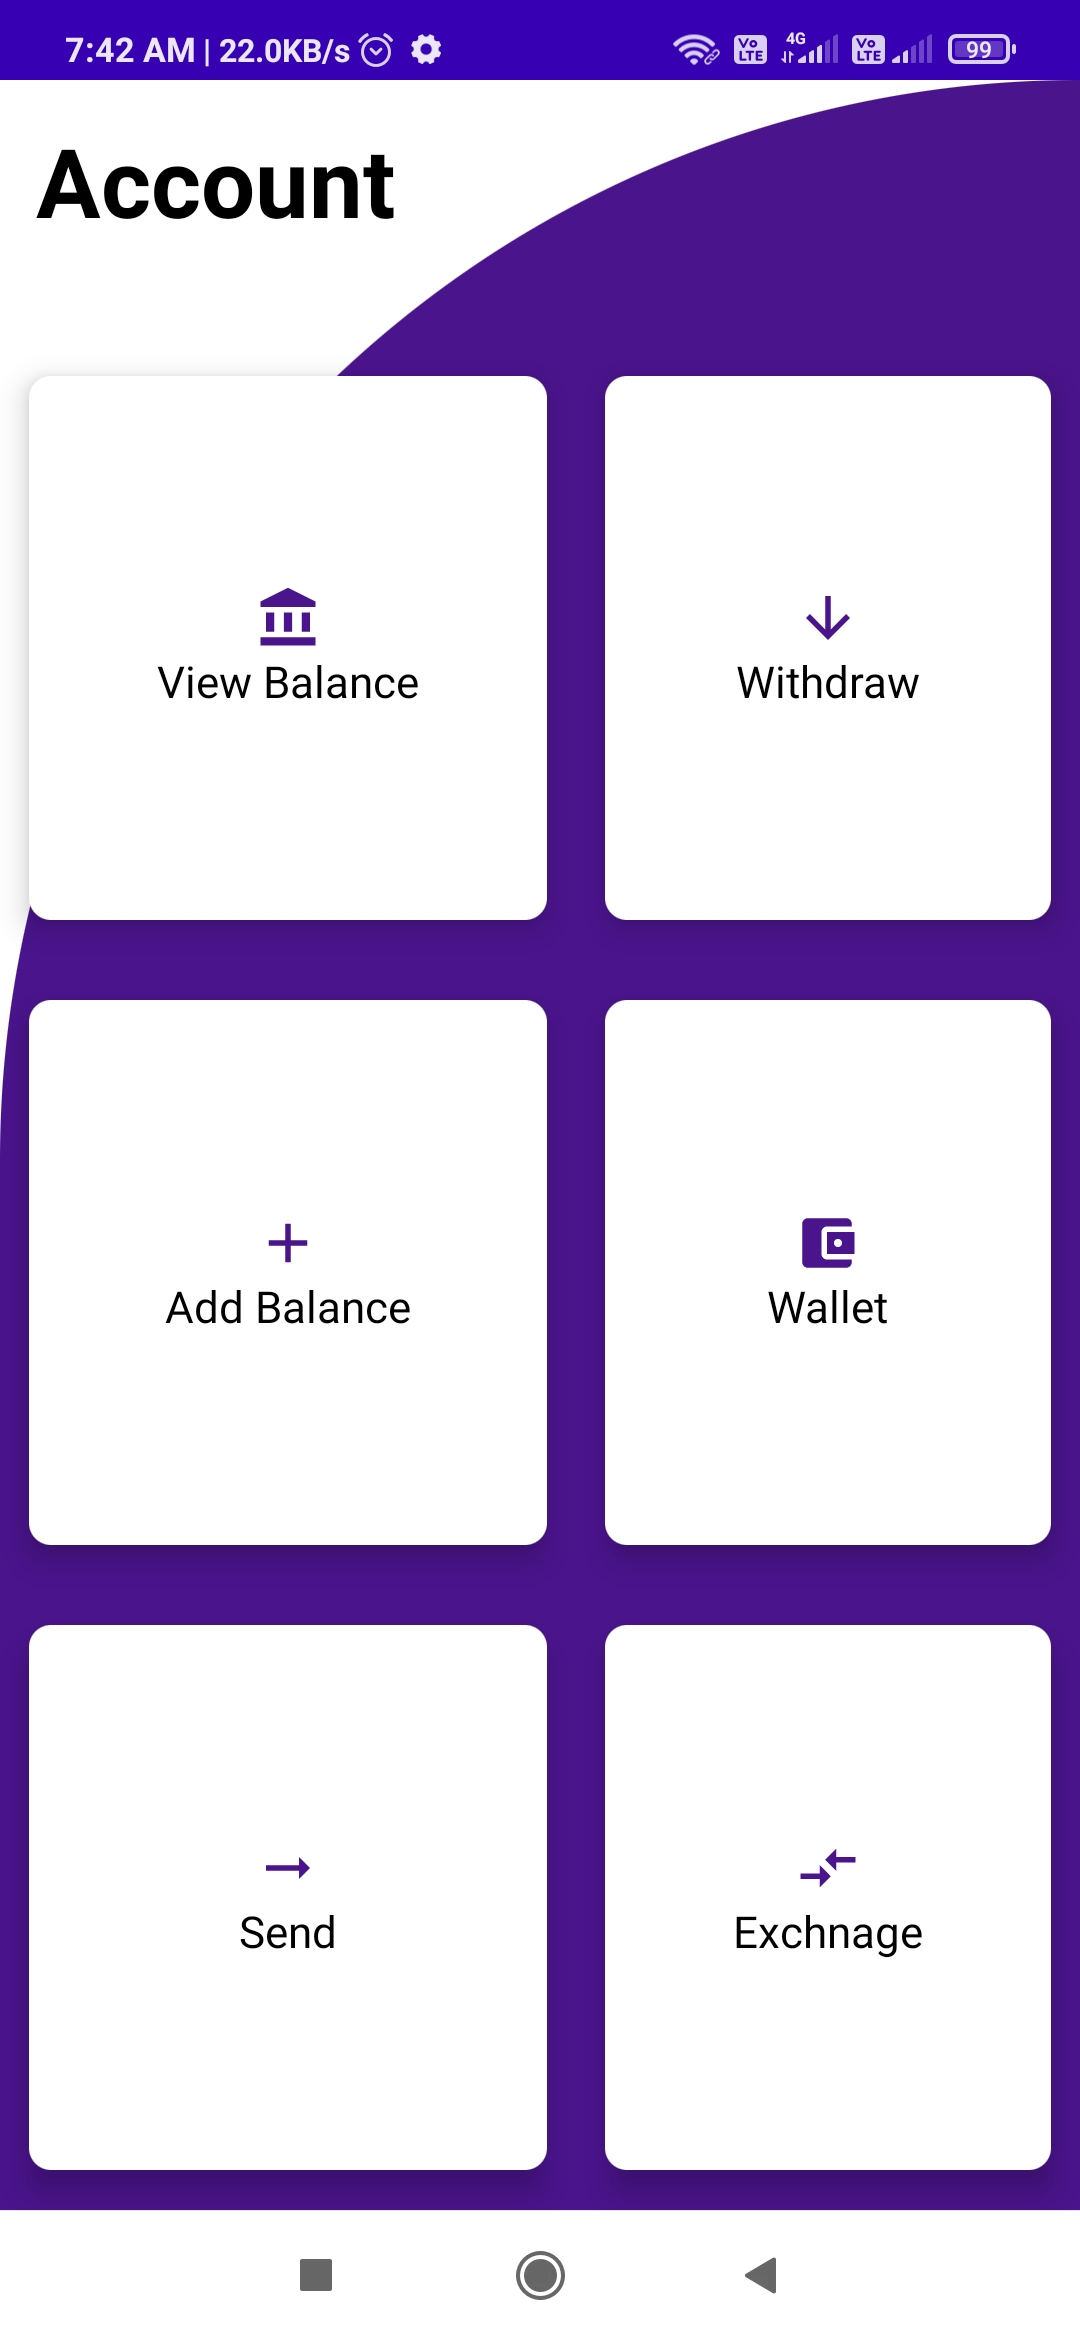 7:42 AM | 22.0KB/s
Vo LTE 4G Vo LTE 99
Account
View Balance
Withdraw
Add Balance
Wallet
Send
Exchnage